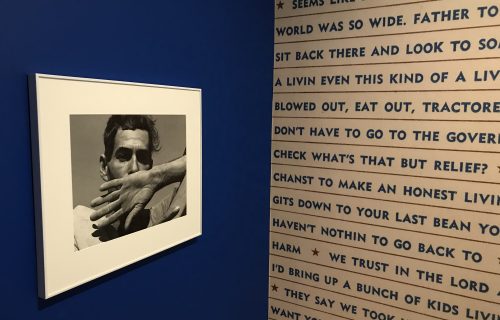 ★ SEEMS LIKE
WORLD WAS SO WIDE. FATHER TO
SIT BACK THERE AND LOOK TO
A LIVIN EVEN THIS KIND OF A
BLOWED OUT, EAT OUT, TRACTORE
DON'T HAVE TO GO TO THE
CHECK WHAT'S THAT BUT RELIEF? ★
CHANST TO MAKE AN HONEST LIVIN
GITS DOWN TO YOUR LAST BEAN
HAVEN'T NOTHIN TO GO BACK TO ★
HARM ★ WE TRUST IN THE LORD
I'D BRING UP A BUNCH OF KIDS LIVIN
★ THEY SAY WE TOOK
WANT